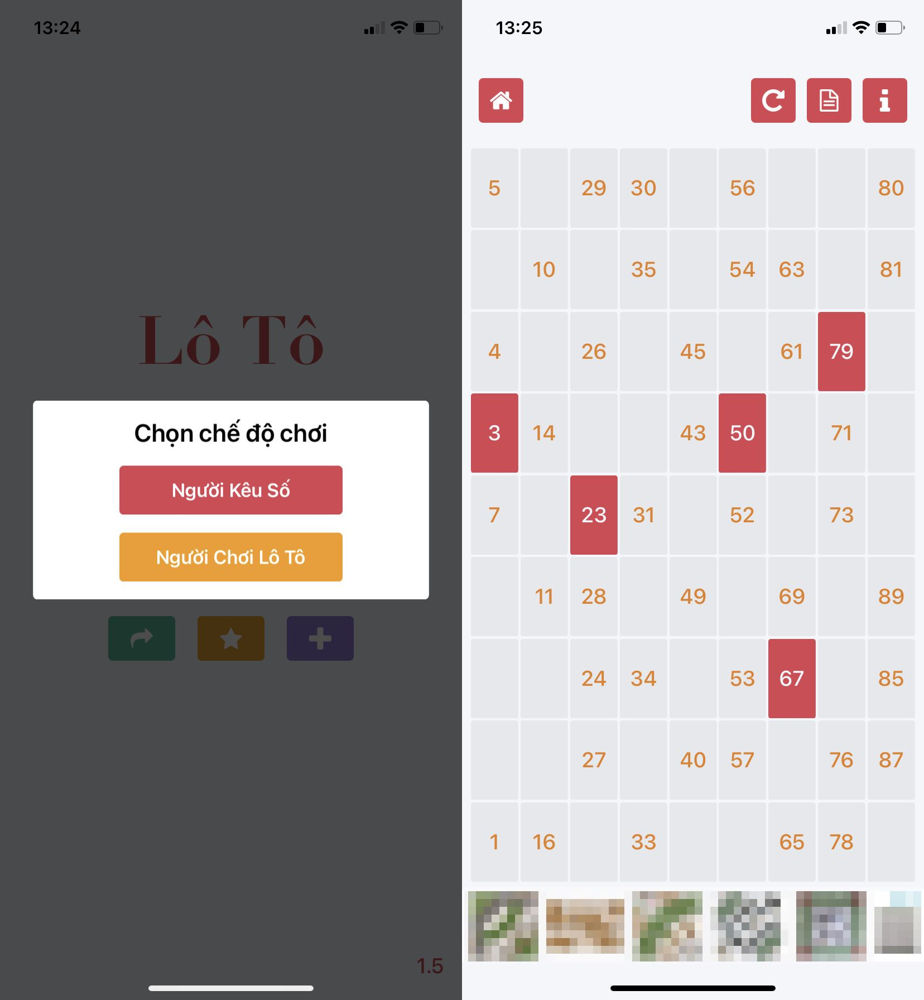 13:24
Lô Tô
Chọn chế độ chơi
Người Kêu Số
Người Chơi Lô Tô
1.5
13:25
5 29 30 56 80
10 35 54 63 81
4 26 45 61 79
3 14 43 50 71
7 23 31 52 73
11 28 49 69 89
24 34 53 67 85
27 40 57 76 87
1 16 33 65 78